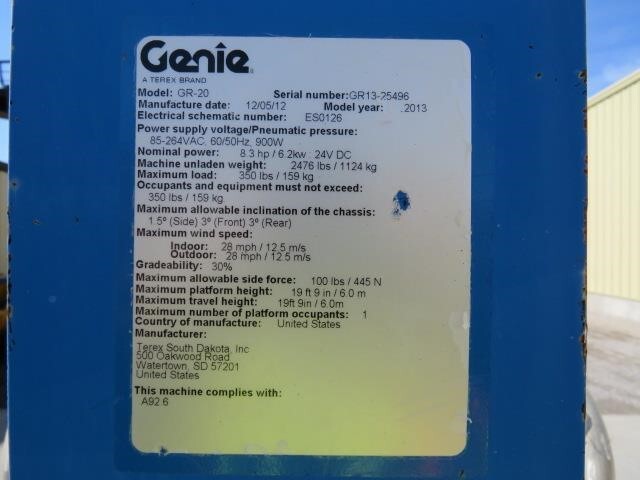 Genie
A TEREX BRAND
Model: GR-20 Serial number: GR13-25496
Manufacture date: 12/05/12 Model year: 2013
Electrical schematic number: ES0126
Power supply voltage/Pneumatic pressure:
85-264VAC, 60/50Hz, 900W
Nominal power: 8.3 hp / 6.2kw : 24V DC
Machine unladen weight: 2476 lbs / 1124 kg
Maximum load: 350 lbs / 159 kg
Occupants and equipment must not exceed:
350 lbs / 159 kg
Maximum allowable inclination of the chassis:
1.5º (Side) 3º (Front) 3º (Rear)
Maximum wind speed:
Indoor: 28 mph / 12.5 m/s
Outdoor: 28 mph / 12.5 m/s
Gradeability: 30%
Maximum allowable side force: 100 lbs / 445 N
Maximum platform height: 19 ft 9 in / 6.0 m
Maximum travel height: 19ft 9in / 6.0m
Maximum number of platform occupants: 1
Country of manufacture: United States
Manufacturer:
Terex South Dakota, Inc
500 Oakwood Road
Watertown, SD 57201
United States
This machine complies with:
A92.6